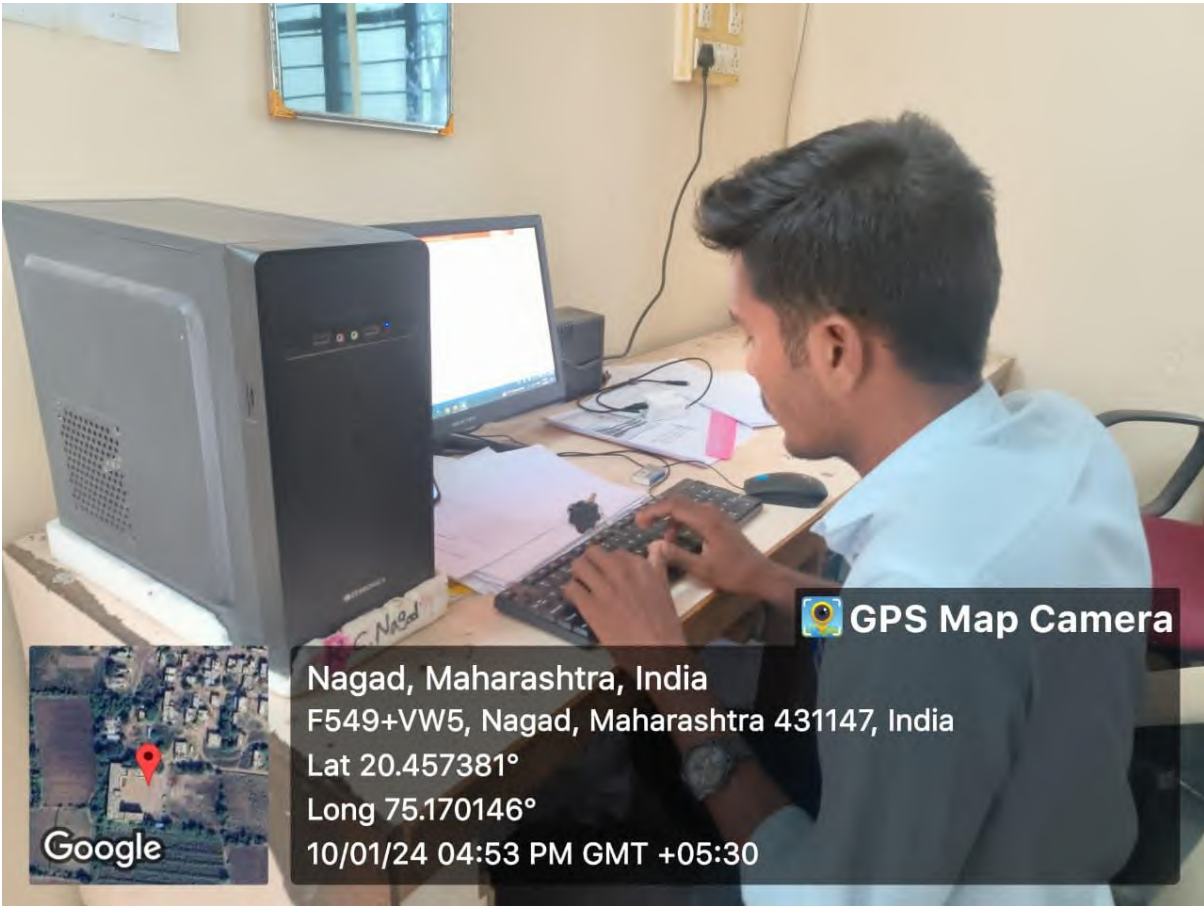 ZEBRONICS
C. Nagad
GPS Map Camera
Nagad, Maharashtra, India
F549+VW5, Nagad, Maharashtra 431147, India
Lat 20.457381°
Long 75.170146°
10/01/24 04:53 PM GMT +05:30
Google